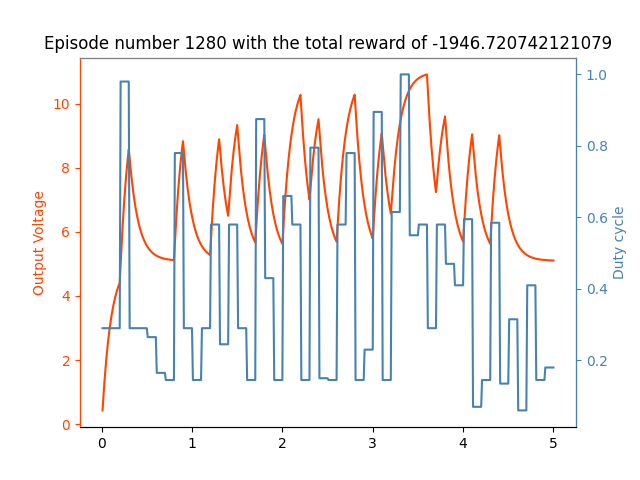 Episode number 1280 with the total reward of -1946.720742121079
10
8
6
4
2
0
Output Voltage
1.0
0.8
0.6
0.4
0.2
Duty cycle
0 1 2 3 4 5